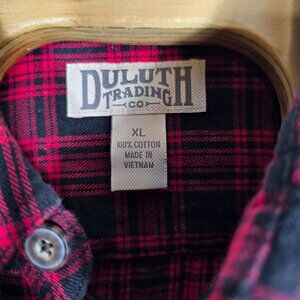 DULUTH
TRADING
CO
XL
100% COTTON
MADE IN
VIETNAM